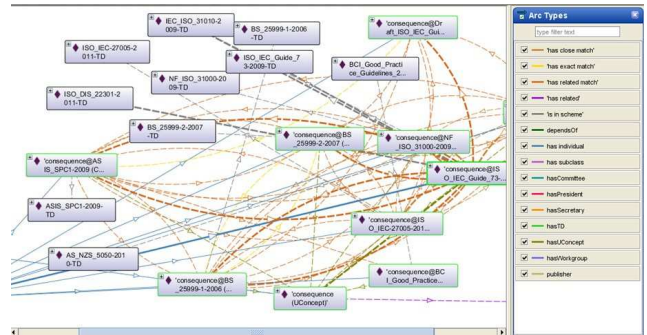 IEC_ISO_31010-2
009-TD
BS_25999-1-2006
-TD
'consequence@Dr
aft_ISO_IEC_Gui...
ISO_IEC-27005-2
011-TD
ISO_IEC_Guide_7
3-2009-TD
BCI_Good_Practi
ce_Guidelines_2...
NF_ISO_31000-20
09-TD
ISO_DIS_22301-2
011-TD
BS_25999-2-2007
-TD
'consequence@BS
_25999-2-2007 (...
'consequence@NF
_ISO_31000-2009...
'consequence@AS
IS_SPC1-2009 (C...
'consequence@IS
O_IEC_Guide_73-...
ASIS_SPC1-2009-
TD
'consequence@IS
O_IEC-27005-201...
AS_NZS_5050-201
0-TD
'consequence@BS
_25999-1-2006 (...
'consequence
(UConcept)'
'consequence@BC
I_Good_Practice...
Arc Types
type filter text
'has close match'
'has exact match'
'has related match'
'has related'
'is in scheme'
dependsOf
has individual
has subclass
hasCommittee
hasPresident
hasSecretary
hasTD
hasUConcept
hasWorkgroup
publisher